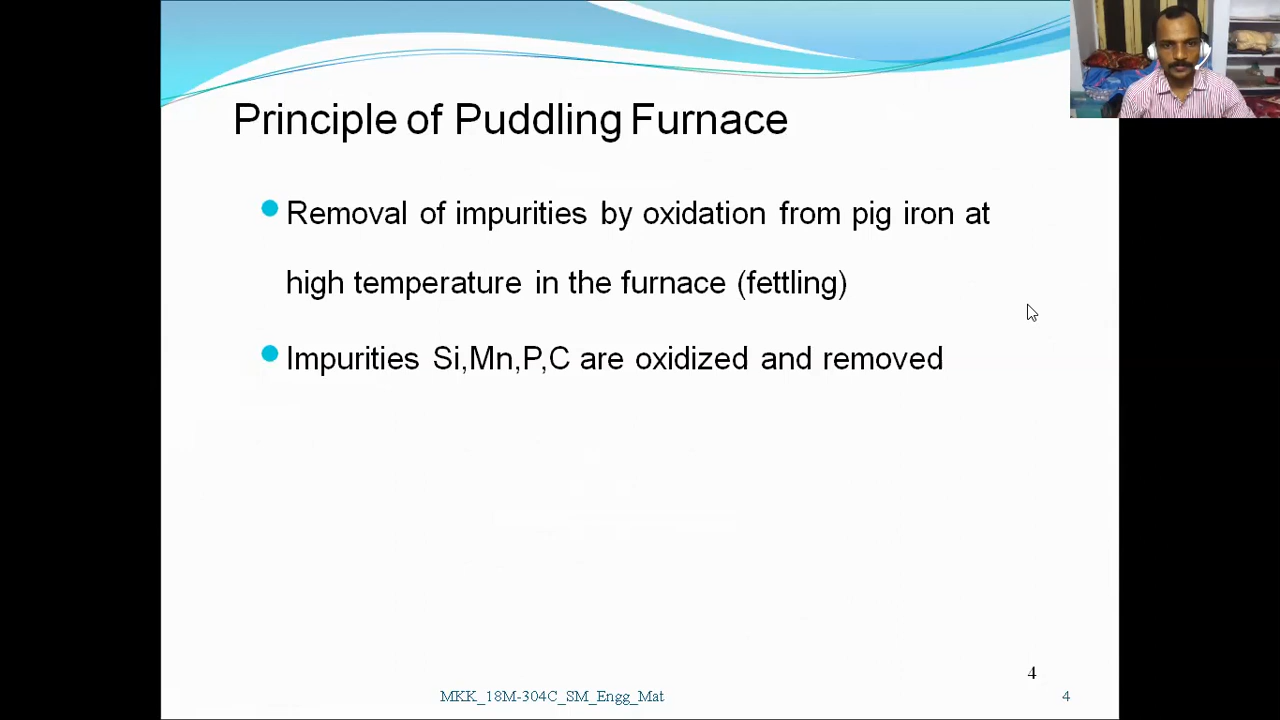 Principle of Puddling Furnace
Removal of impurities by oxidation from pig iron at
high temperature in the furnace (fettling)
Impurities Si,Mn,P,C are oxidized and removed
4
MKK_18M-304C_SM_Engg_Mat
4